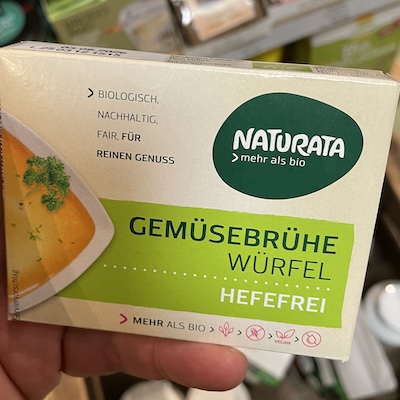 > BIOLOGISCH,
NACHHALTIG,
FAIR, FÜR
REINEN GENUSS
NATURATA
> mehr als bio
GEMÜSEBRÜHE
WÜRFEL
HEFEFREI
> MEHR ALS BIO >
VEGAN